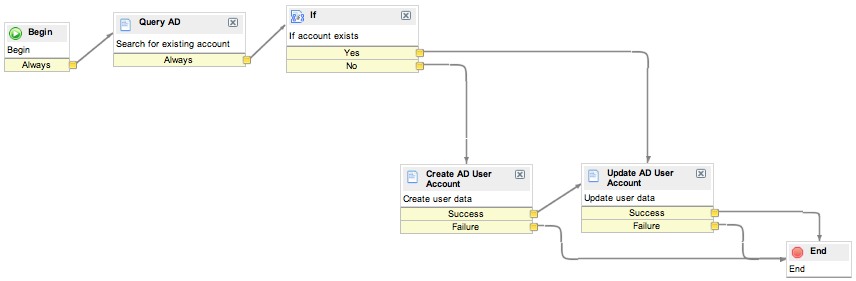 Begin
Begin
Always
Query AD
Search for existing account
Always
If
If account exists
Yes
No
Create AD User
Account
Create user data
Success
Failure
Update AD User
Account
Update user data
Success
Failure
End
End